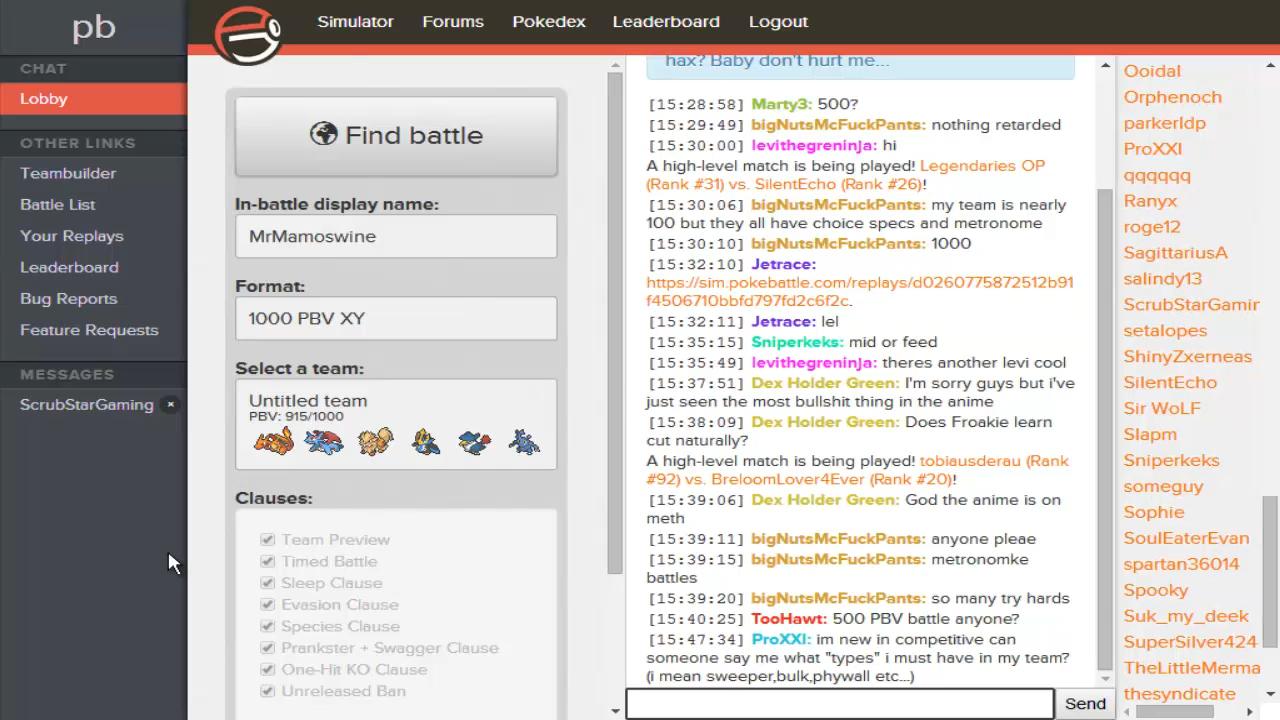 pb
Simulator
Forums
Pokedex
Leaderboard
Logout
CHAT
Lobby
OTHER LINKS
Teambuilder
Battle List
Your Replays
Leaderboard
Bug Reports
Feature Requests
MESSAGES
ScrubStarGaming ×
Find battle
In-battle display name:
MrMamoswine
Format:
1000 PBV XY
Select a team:
Untitled team
PBV: 915/1000
Clauses:
Team Preview
Timed Battle
Sleep Clause
Evasion Clause
Species Clause
Prankster + Swagger Clause
One-Hit KO Clause
Unreleased Ban
hax? Baby don't hurt me...
[15:28:58] Marty3: 500?
[15:29:49] bigNutsMcFuckPants: nothing retarded
[15:30:00] levithegreninja: hi
A high-level match is being played! Legendaries OP
(Rank #31) vs. SilentEcho (Rank #26)!
[15:30:06] bigNutsMcFuckPants: my team is nearly
100 but they all have choice specs and metronome
[15:30:10] bigNutsMcFuckPants: 1000
[15:32:10] Jetrace:
https://sim.pokebattle.com/replays/d0260775872512b91
f4506710bbfd797fd2c6f2c.
[15:32:11] Jetrace: lel
[15:35:15] Sniperkeks: mid or feed
[15:35:49] levithegreninja: theres another levi cool
[15:37:51] Dex Holder Green: I'm sorry guys but i've
just seen the most bullshit thing in the anime
[15:38:09] Dex Holder Green: Does Froakie learn
cut naturally?
A high-level match is being played! tobiausderau (Rank
#92) vs. BreloomLover4Ever (Rank #20)!
[15:39:06] Dex Holder Green: God the anime is on
meth
[15:39:11] bigNutsMcFuckPants: anyone pleae
[15:39:15] bigNutsMcFuckPants: metronomke
battles
[15:39:20] bigNutsMcFuckPants: so many try hards
[15:40:25] TooHawt: 500 PBV battle anyone?
[15:47:34] ProXXI: im new in competitive can
someone say me what "types" i must have in my team?
(i mean sweeper,bulk,phywall etc...)
Send
Ooidal
Orphenoch
parkerldp
ProXXI
qqqqqq
Ranyx
roge12
SagittariusA
salindy13
ScrubStarGamin
setalopes
ShinyZxerneas
SilentEcho
Sir WoLF
Slapm
Sniperkeks
someguy
Sophie
SoulEaterEvan
spartan36014
Spooky
Suk_my_deek
SuperSilver424
TheLittleMerma
thesyndicate